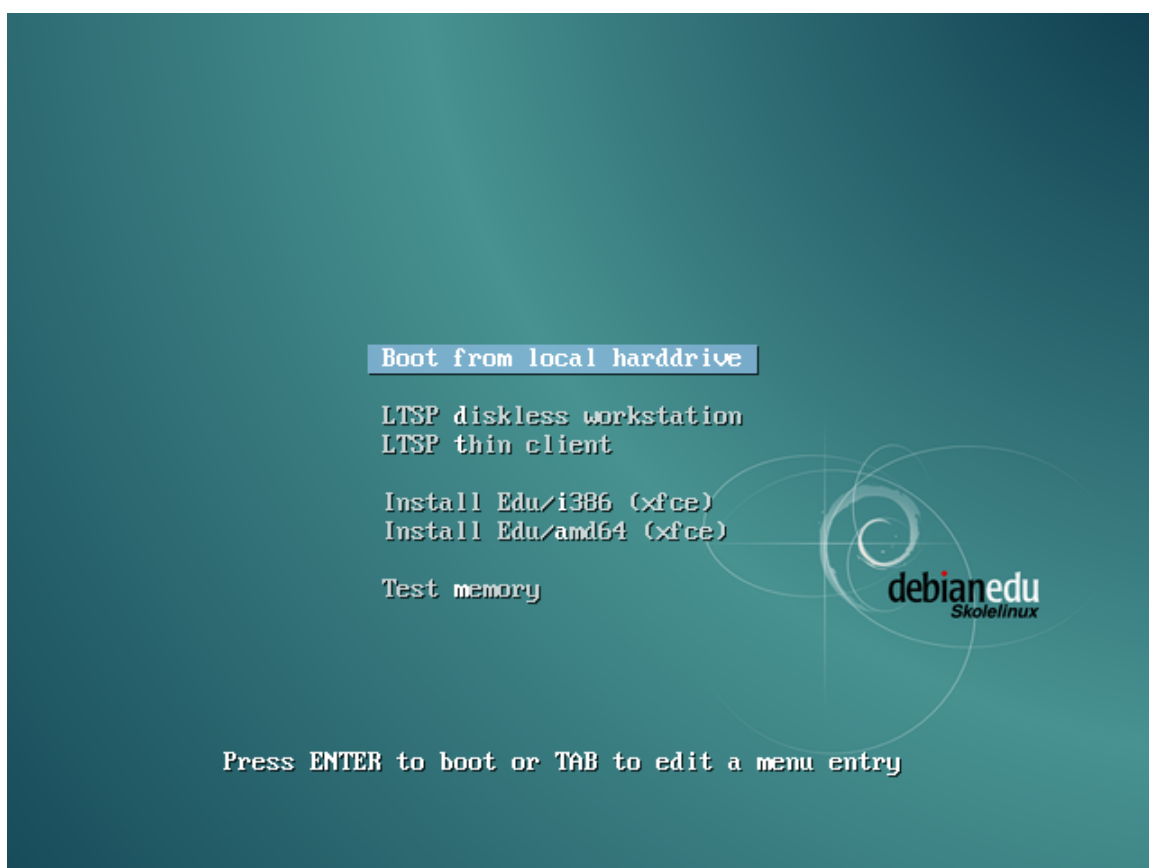 Boot from local harddrive
LTSP diskless workstation
LTSP thin client
Install Edu/i386 (xfce)
Install Edu/amd64 (xfce)
Test memory
debianedu
Skolelinux
Press ENTER to boot or TAB to edit a menu entry